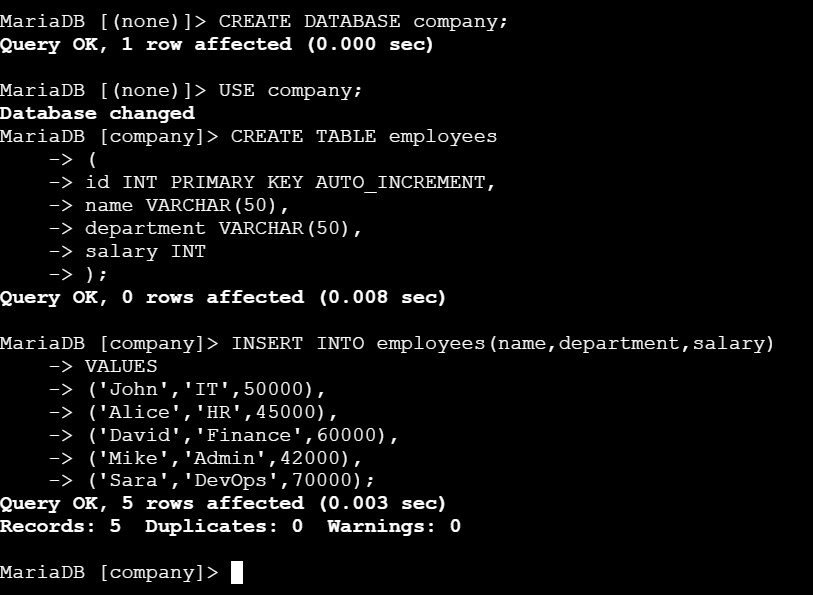 MariaDB [(none)]> CREATE DATABASE company;
Query OK, 1 row affected (0.000 sec)
MariaDB [(none)]> USE company;
Database changed
MariaDB [company]> CREATE TABLE employees
    -> (
    -> id INT PRIMARY KEY AUTO_INCREMENT,
    -> name VARCHAR(50),
    -> department VARCHAR(50),
    -> salary INT
    -> );
Query OK, 0 rows affected (0.008 sec)
MariaDB [company]> INSERT INTO employees(name,department,salary)
    -> VALUES
    -> ('John','IT',50000),
    -> ('Alice','HR',45000),
    -> ('David','Finance',60000),
    -> ('Mike','Admin',42000),
    -> ('Sara','DevOps',70000);
Query OK, 5 rows affected (0.003 sec)
Records: 5  Duplicates: 0  Warnings: 0
MariaDB [company]>